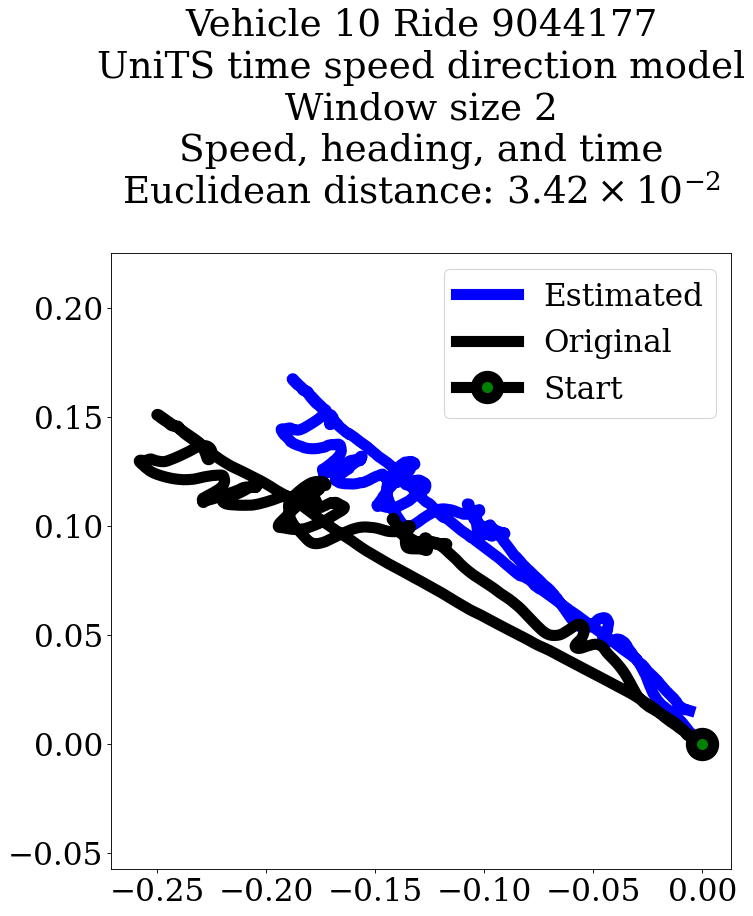 Vehicle 10 Ride 9044177
UniTS time speed direction model
Window size 2
Speed, heading, and time
Euclidean distance: 3.42 × 10⁻²
Estimated
Original
Start
0.20
0.15
0.10
0.05
0.00
−0.05
−0.25 −0.20 −0.15 −0.10 −0.05 0.00